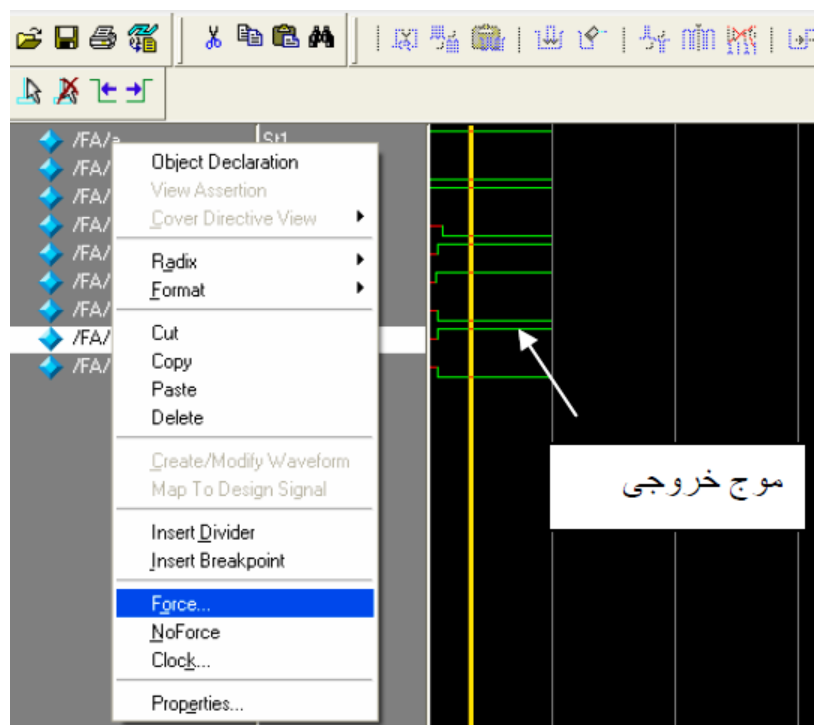 /FA/a St1
/FA/
/FA/
/FA/
/FA/
/FA/
/FA/
/FA/
/FA/
Object Declaration
View Assertion
Cover Directive View
Radix
Format
Cut
Copy
Paste
Delete
Create/Modify Waveform
Map To Design Signal
Insert Divider
Insert Breakpoint
Force...
NoForce
Clock...
Properties...
موج خروجی